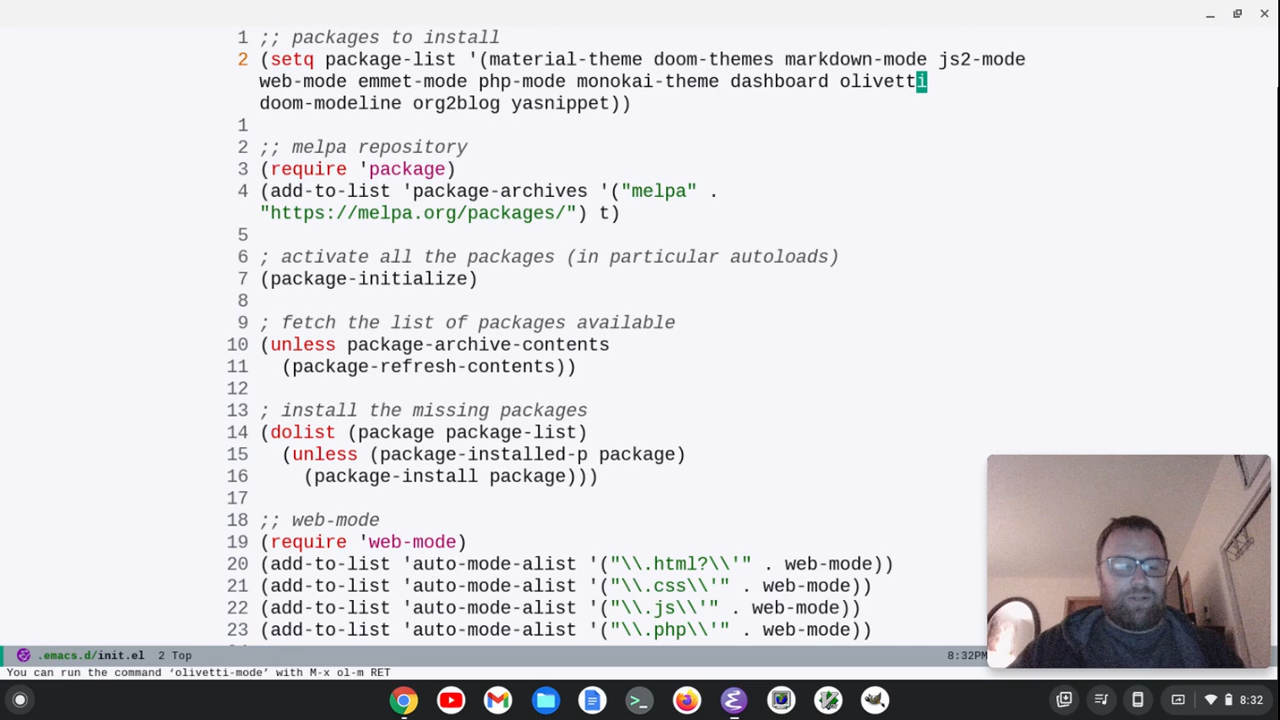 1 ;; packages to install
2 (setq package-list '(material-theme doom-themes markdown-mode js2-mode
web-mode emmet-mode php-mode monokai-theme dashboard olivetti
doom-modeline org2blog yasnippet))
1
2 ;; melpa repository
3 (require 'package)
4 (add-to-list 'package-archives '("melpa" .
"https://melpa.org/packages/") t)
5
6 ; activate all the packages (in particular autoloads)
7 (package-initialize)
8
9 ; fetch the list of packages available
10 (unless package-archive-contents
11   (package-refresh-contents))
12
13 ; install the missing packages
14 (dolist (package package-list)
15   (unless (package-installed-p package)
16     (package-install package)))
17
18 ;; web-mode
19 (require 'web-mode)
20 (add-to-list 'auto-mode-alist '("\\.html?\\'" . web-mode))
21 (add-to-list 'auto-mode-alist '("\\.css\\'" . web-mode))
22 (add-to-list 'auto-mode-alist '("\\.js\\'" . web-mode))
23 (add-to-list 'auto-mode-alist '("\\.php\\'" . web-mode))
.emacs.d/init.el 2 Top 8:32PM
You can run the command ‘olivetti-mode’ with M-x ol-m RET
8:32